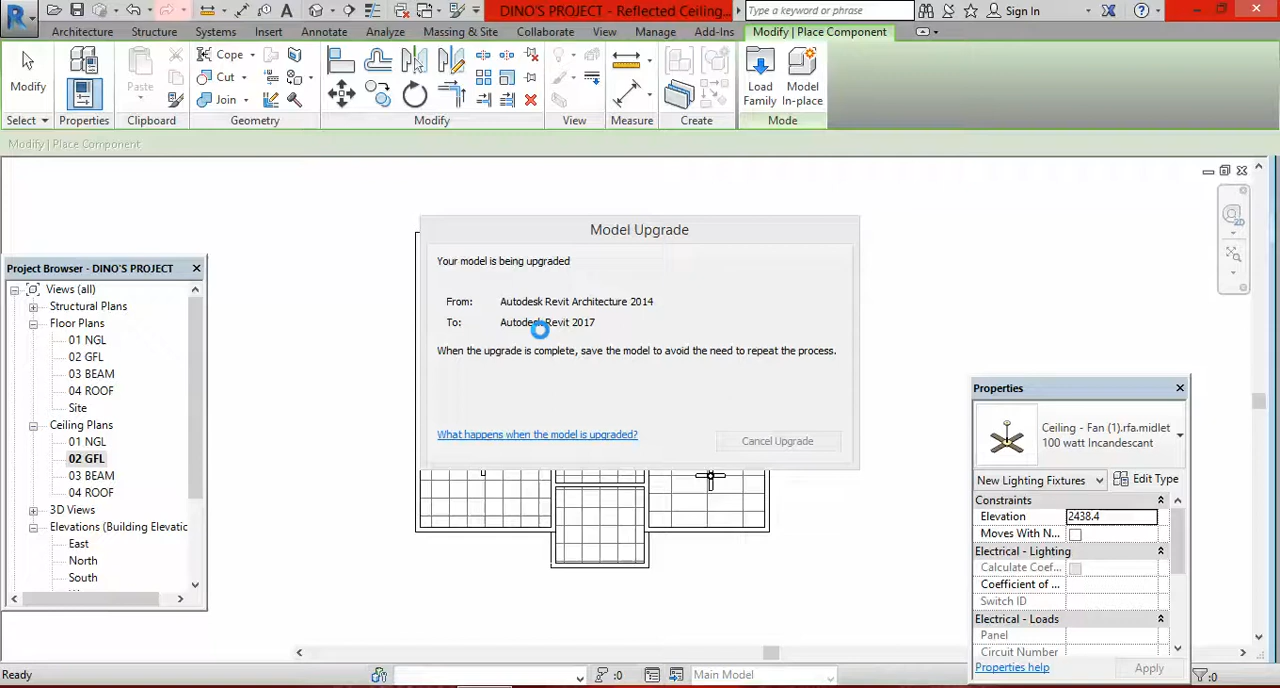 DINO'S PROJECT - Reflected Ceiling...
Type a keyword or phrase
Sign In
Architecture Structure Systems Insert Annotate Analyze Massing & Site Collaborate View Manage Add-Ins Modify | Place Component
Modify
Paste
Cope
Cut
Join
Load Family
Model In-place
Select Properties Clipboard Geometry Modify View Measure Create Mode
Modify | Place Component
Project Browser - DINO'S PROJECT
Views (all)
Structural Plans
Floor Plans
01 NGL
02 GFL
03 BEAM
04 ROOF
Site
Ceiling Plans
01 NGL
02 GFL
03 BEAM
04 ROOF
3D Views
Elevations (Building Elevatic
East
North
South
Model Upgrade
Your model is being upgraded
From: Autodesk Revit Architecture 2014
To: Autodesk Revit 2017
When the upgrade is complete, save the model to avoid the need to repeat the process.
What happens when the model is upgraded?
Cancel Upgrade
Properties
Ceiling - Fan (1).rfa.midlet
100 watt Incandescent
New Lighting Fixtures
Edit Type
Constraints
Elevation 2438.4
Moves With N...
Electrical - Lighting
Calculate Coef...
Coefficient of ...
Switch ID
Electrical - Loads
Panel
Circuit Number
Properties help
Apply
Ready
:0
Main Model
:0